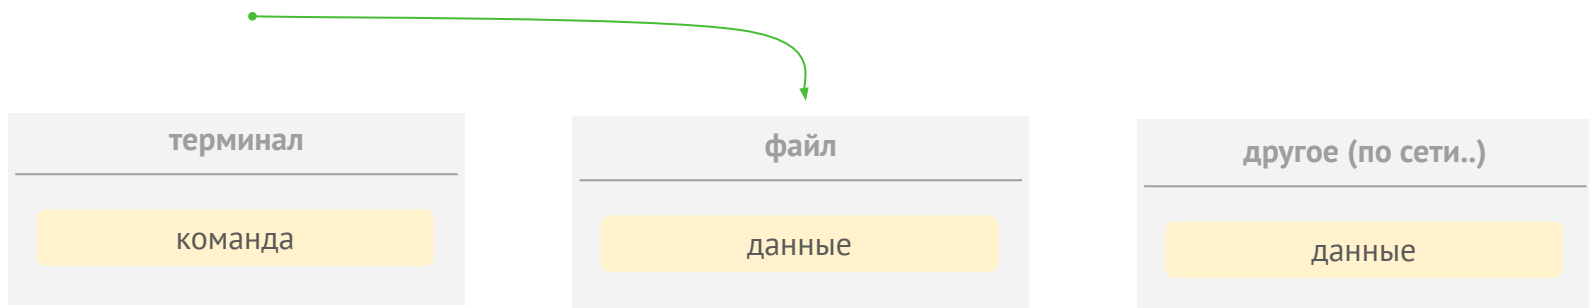 терминал
команда
файл
данные
другое (по сети..)
данные